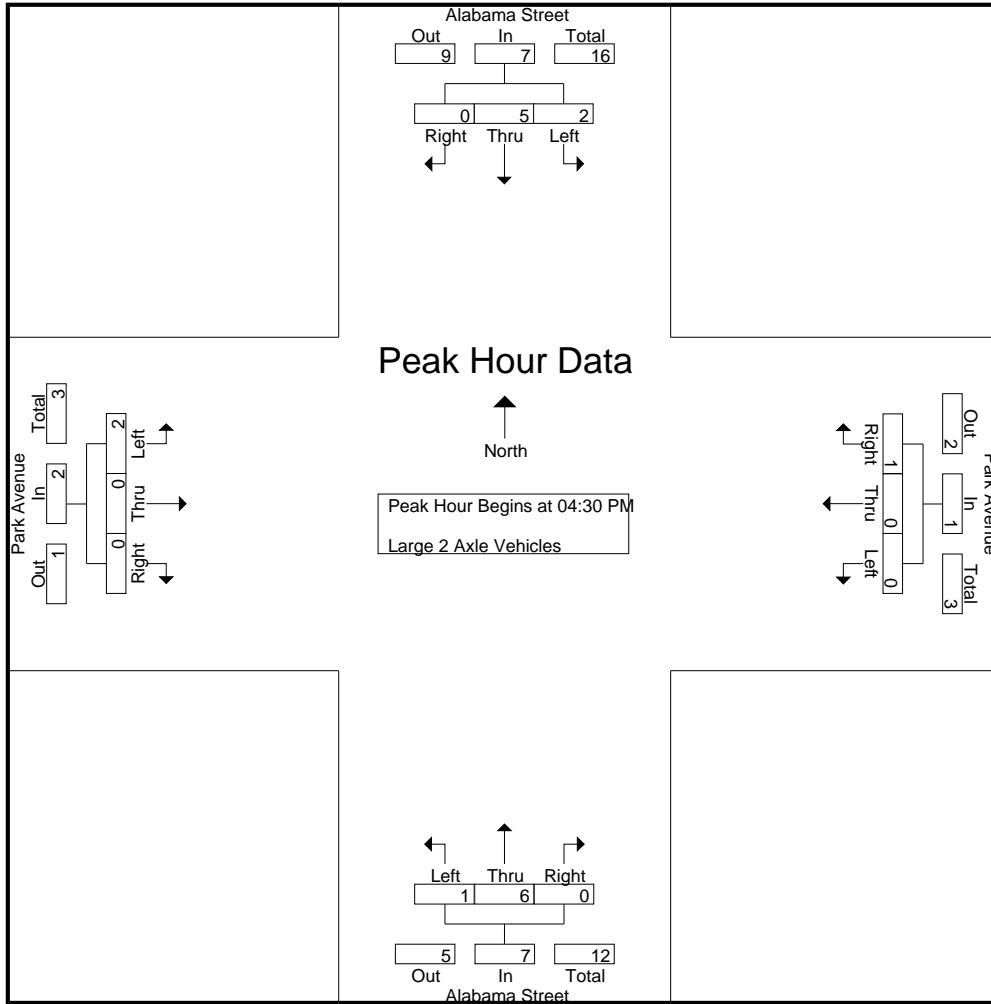 Alabama Street
Out In Total
9 7 16
0 5 2
Right Thru Left
Peak Hour Data
North
Peak Hour Begins at 04:30 PM
Large 2 Axle Vehicles
Park Avenue
Out In Total
1 2 3
0 0 2
Right Thru Left
Park Avenue
Out In Total
2 1 3
1 0 0
Right Thru Left
Left Thru Right
1 6 0
5 7 12
Out In Total
Alabama Street